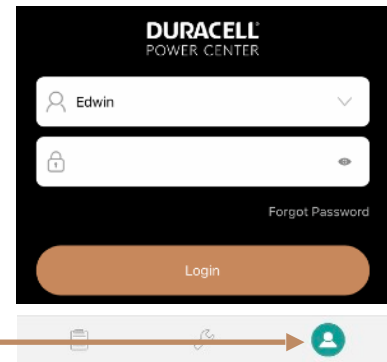 DURACELL
POWER CENTER
Edwin
Forgot Password
Login